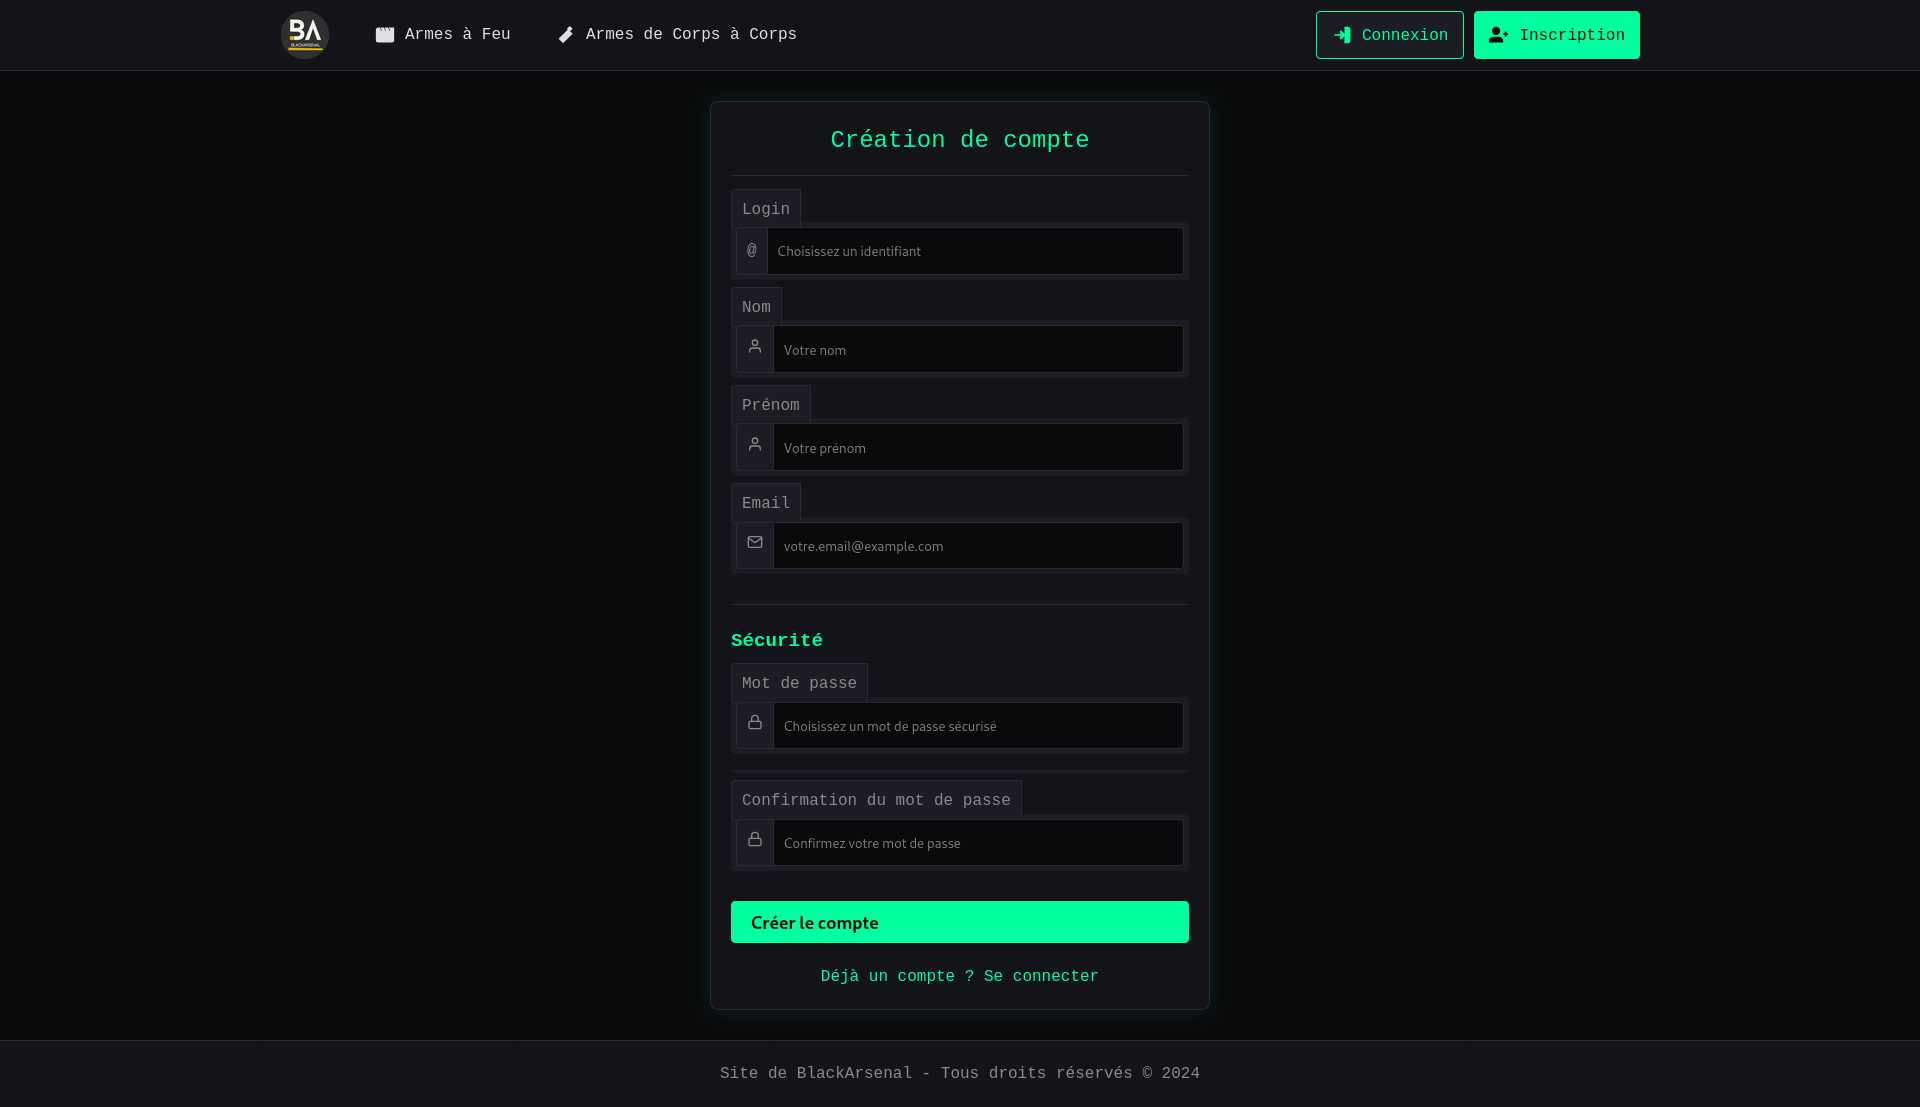 BA
BLACKARSENAL
Armes à Feu
Armes de Corps à Corps
Connexion
Inscription
Création de compte
Login
@ Choisissez un identifiant
Nom
Votre nom
Prénom
Votre prénom
Email
votre.email@example.com
Sécurité
Mot de passe
Choisissez un mot de passe sécurisé
Confirmation du mot de passe
Confirmez votre mot de passe
Créer le compte
Déjà un compte ? Se connecter
Site de BlackArsenal - Tous droits réservés © 2024